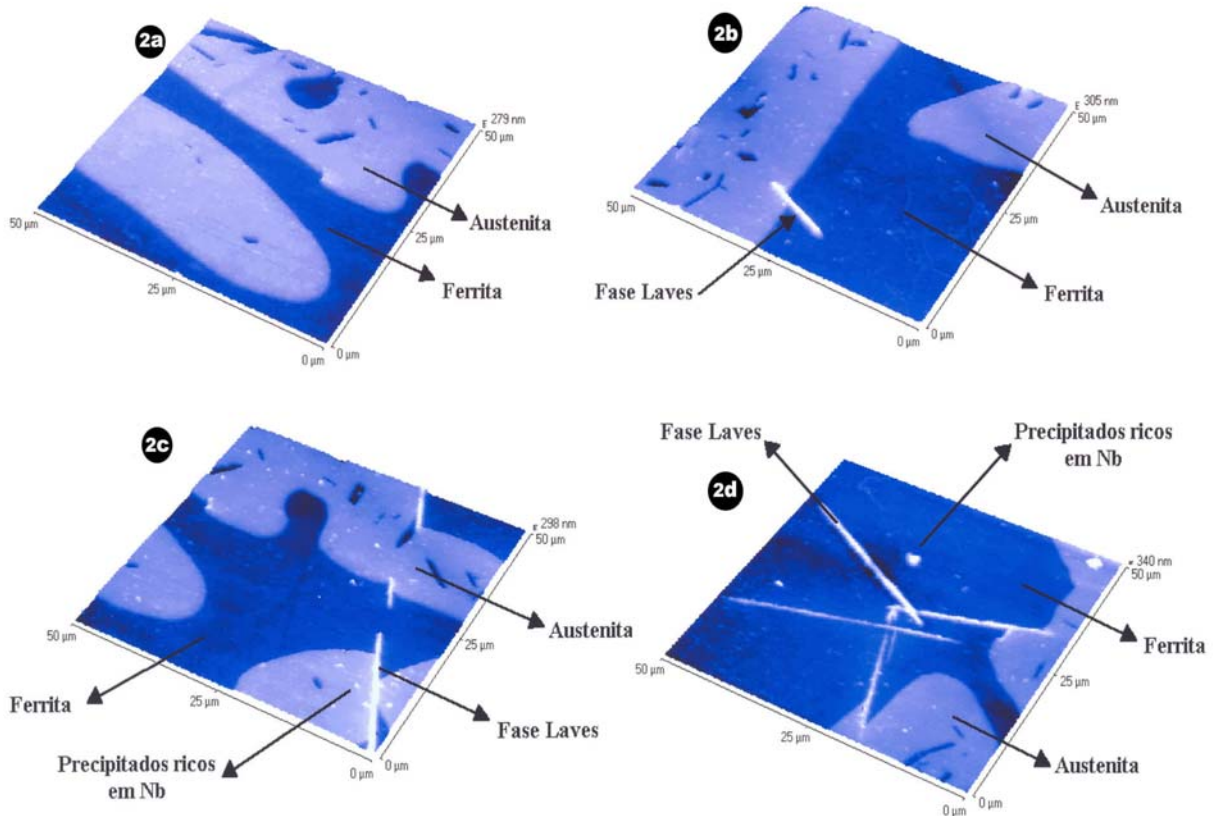 2a
279 nm
50 µm
Austenita
25 µm
Ferrita
50 µm
25 µm
0 µm
0 µm
2b
305 nm
50 µm
Austenita
25 µm
Ferrita
Fase Laves
50 µm
25 µm
0 µm
0 µm
2c
298 nm
50 µm
Austenita
25 µm
50 µm
Ferrita
25 µm
Fase Laves
Precipitados ricos
em Nb
0 µm
0 µm
Fase Laves
Precipitados ricos
em Nb
2d
340 nm
50 µm
Ferrita
50 µm
25 µm
25 µm
Austenita
0 µm
0 µm